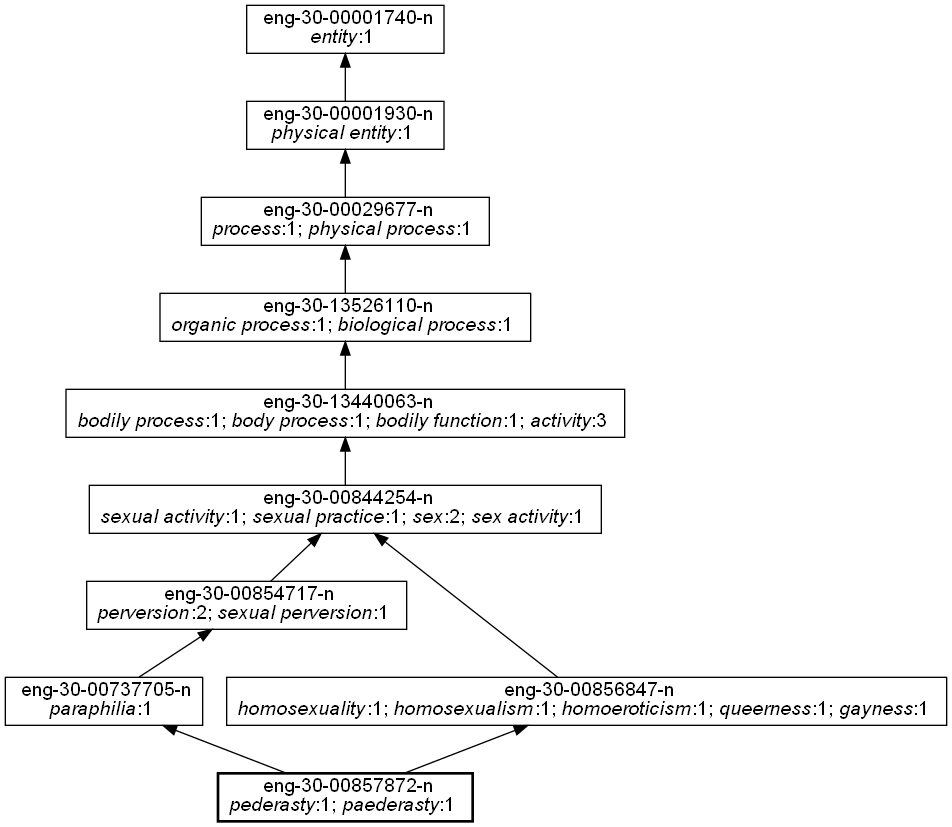 eng-30-00001740-n
entity:1
eng-30-00001930-n
physical entity:1
eng-30-00029677-n
process:1; physical process:1
eng-30-13526110-n
organic process:1; biological process:1
eng-30-13440063-n
bodily process:1; body process:1; bodily function:1; activity:3
eng-30-00844254-n
sexual activity:1; sexual practice:1; sex:2; sex activity:1
eng-30-00854717-n
perversion:2; sexual perversion:1
eng-30-00737705-n
paraphilia:1
eng-30-00856847-n
homosexuality:1; homosexualism:1; homoeroticism:1; queerness:1; gayness:1
eng-30-00857872-n
pederasty:1; paederasty:1